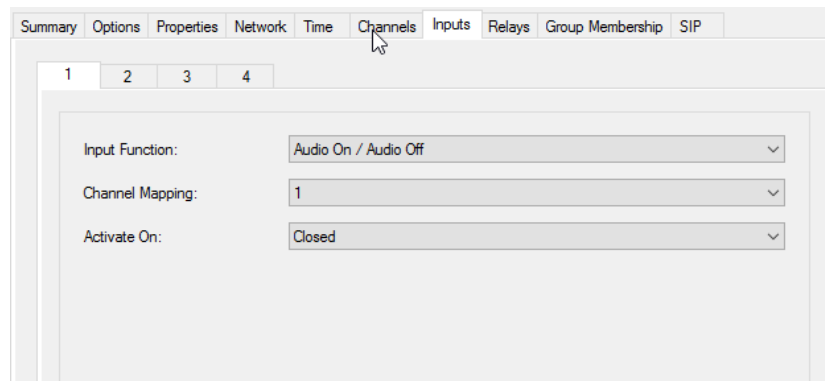 Summary Options Properties Network Time Channels Inputs Relays Group Membership SIP
1 2 3 4
Input Function: Audio On / Audio Off
Channel Mapping: 1
Activate On: Closed